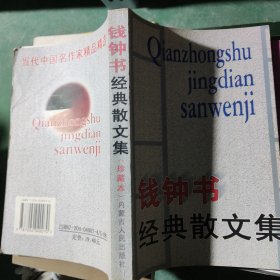 当代中国名作家精品精选
Qianzhongshu
jingdian
sanwenji
钱钟书
经典散文集
珍藏本
内蒙古人民出版社
Qianzhongshu
jingdian
sanwenji
钱钟书
经典散文集